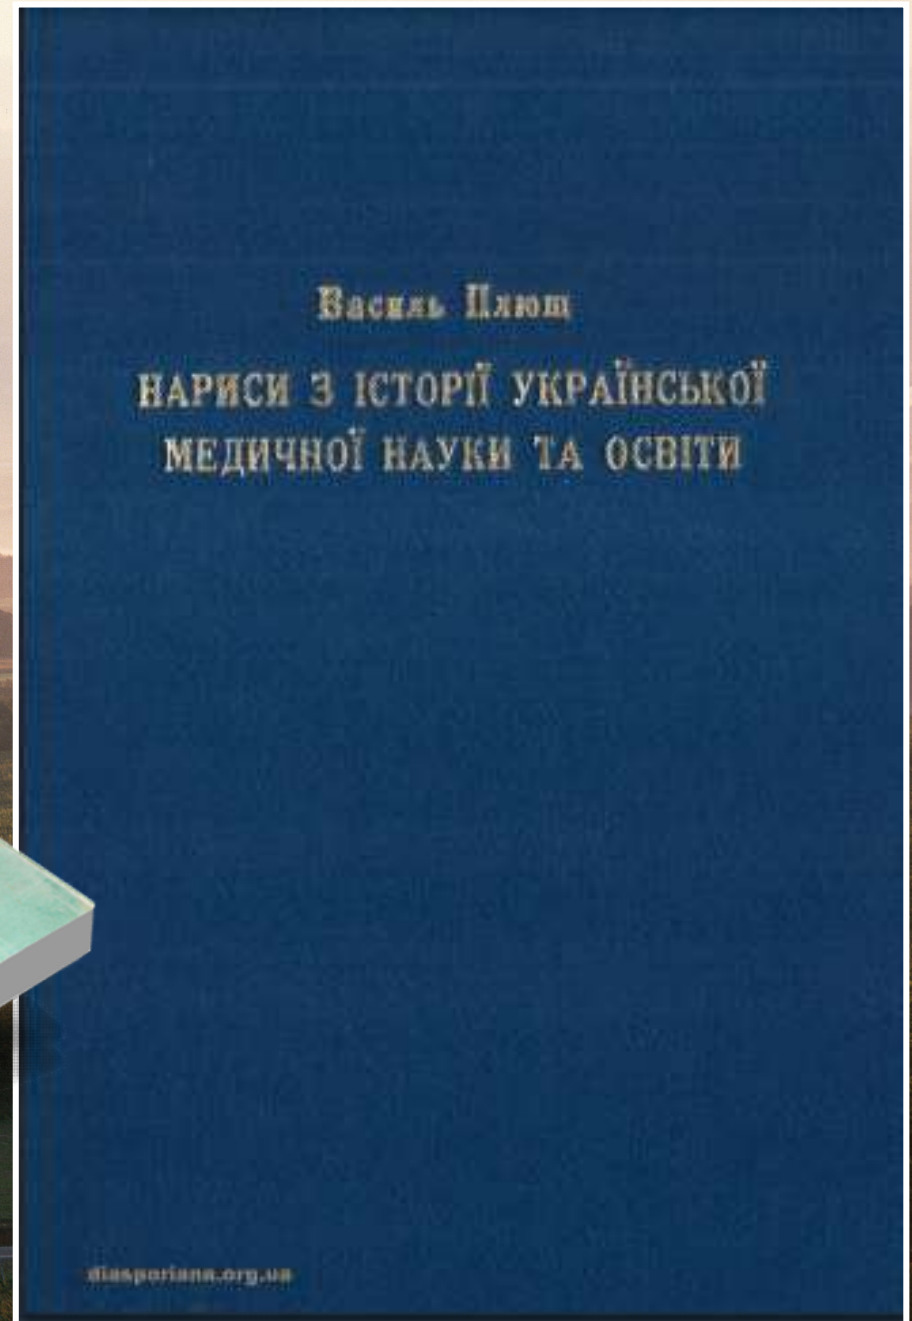 Василь Плющ
НАРИСИ З ІСТОРІЇ УКРАЇНСЬКОЇ
МЕДИЧНОЇ НАУКИ ТА ОСВІТИ
diasporiana.org.ua